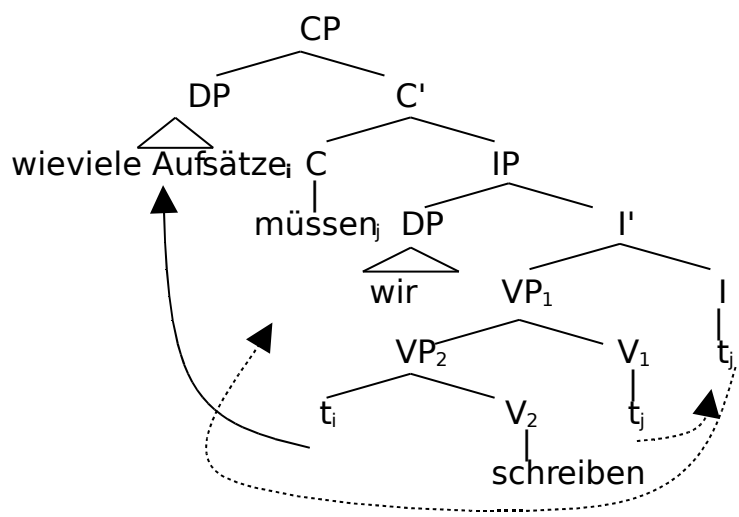 CP
DP C'
wieviele Aufsätzeᵢ C IP
müssenⱼ DP I'
wir VP₁ I
VP₂ V₁ tⱼ
tᵢ V₂ tⱼ
schreiben